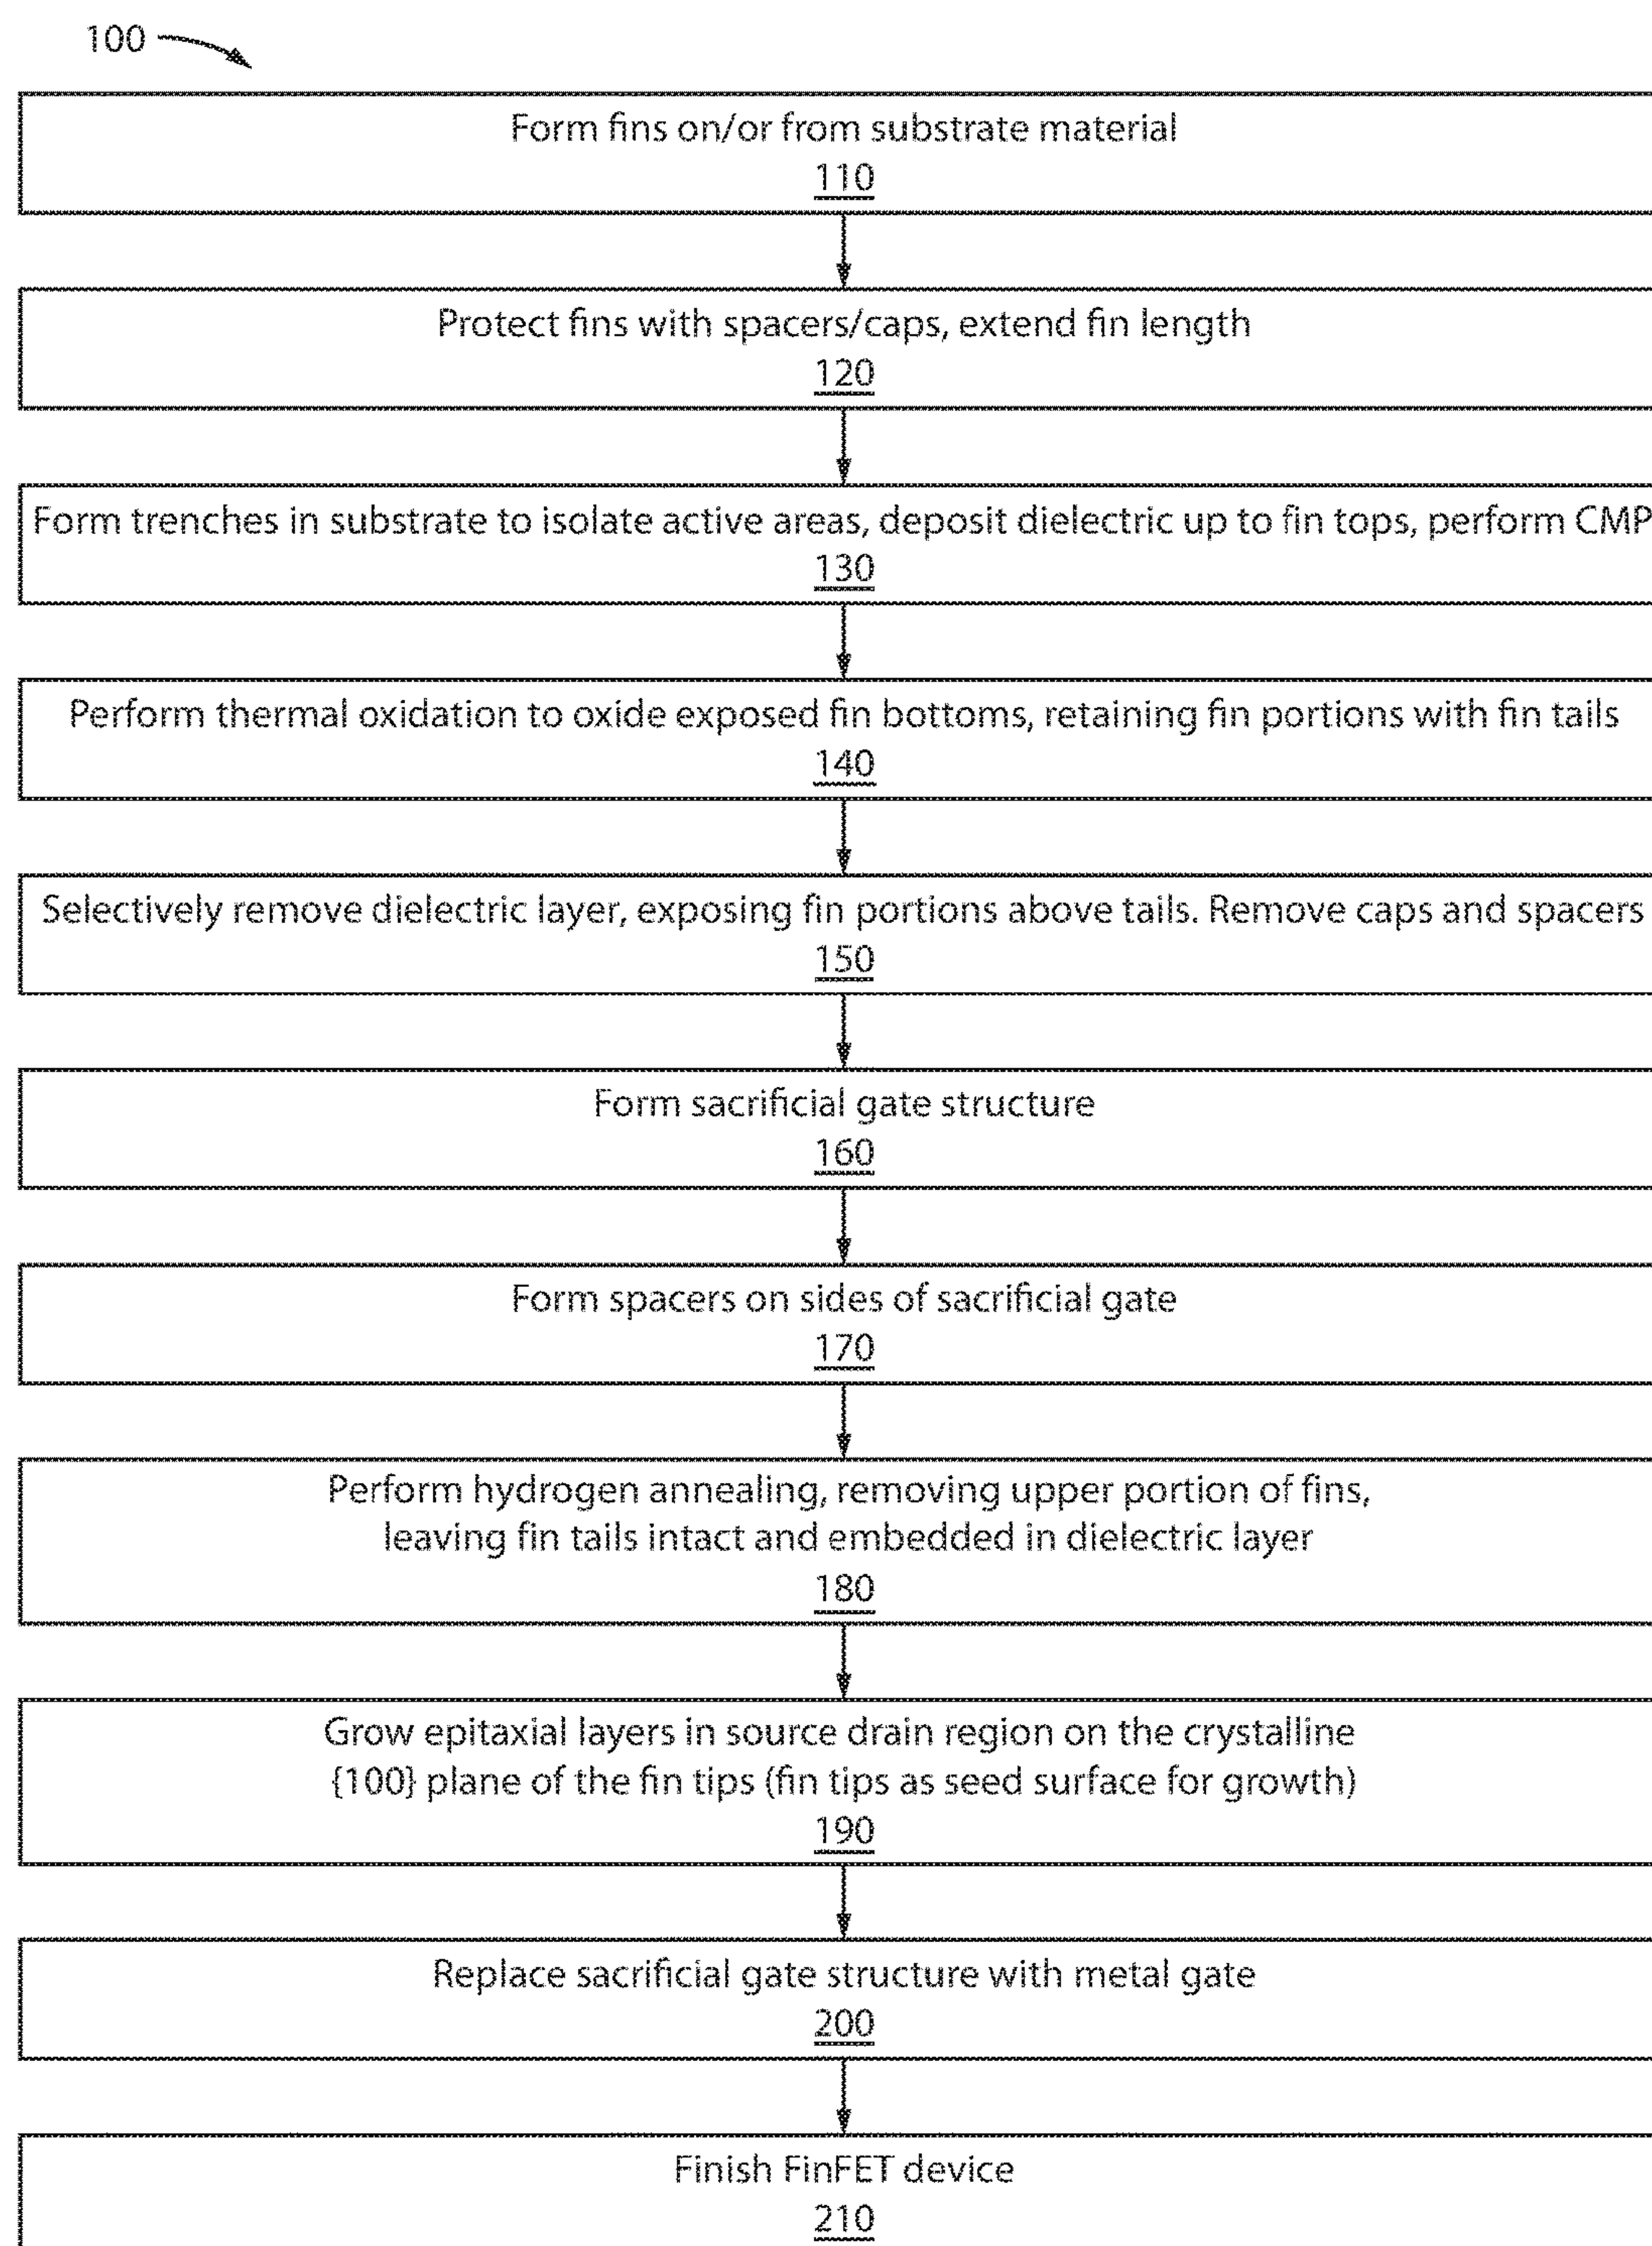 100
Form fins on/or from substrate material
110
Protect fins with spacers/caps, extend fin length
120
Form trenches in substrate to isolate active areas, deposit dielectric up to fin tops, perform CMP
130
Perform thermal oxidation to oxide exposed fin bottoms, retaining fin portions with fin tails
140
Selectively remove dielectric layer, exposing fin portions above tails. Remove caps and spacers
150
Form sacrificial gate structure
160
Form spacers on sides of sacrificial gate
170
Perform hydrogen annealing, removing upper portion of fins,
leaving fin tails intact and embedded in dielectric layer
180
Grow epitaxial layers in source drain region on the crystalline
{100} plane of the fin tips (fin tips as seed surface for growth)
190
Replace sacrificial gate structure with metal gate
200
Finish FinFET device
210